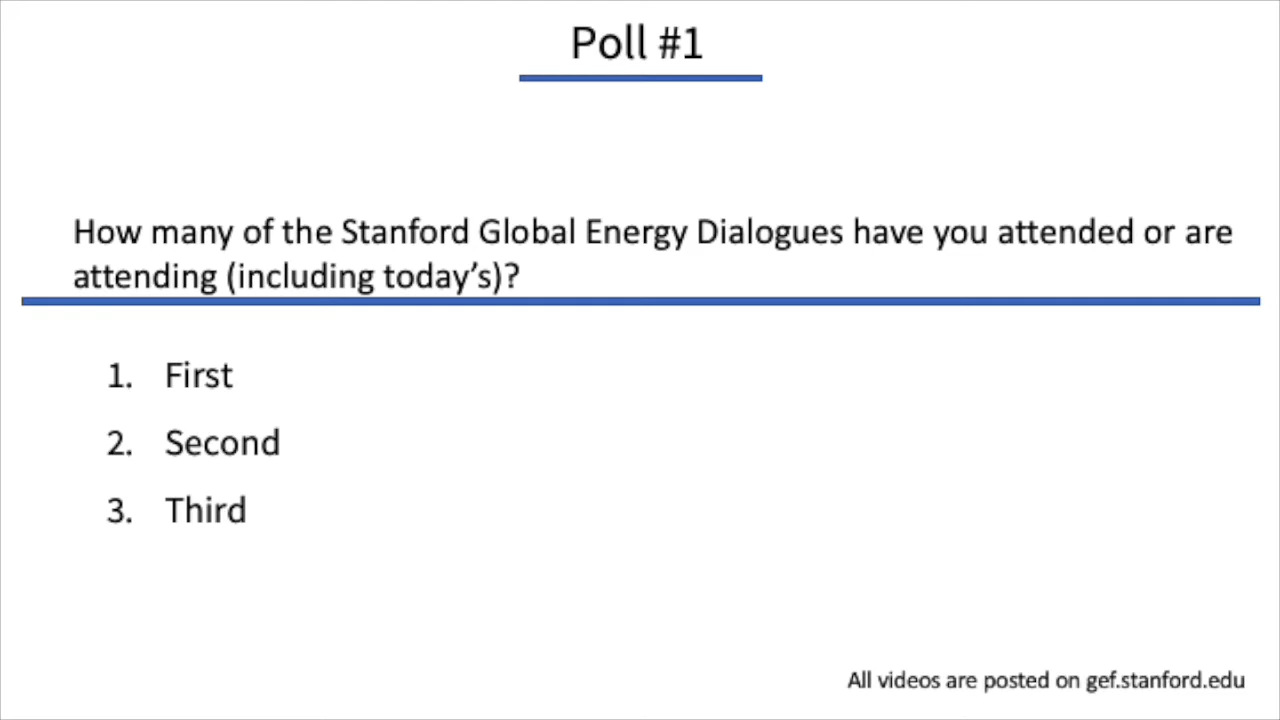 Poll #1
How many of the Stanford Global Energy Dialogues have you attended or are
attending (including today’s)?
1. First
2. Second
3. Third
All videos are posted on gef.stanford.edu